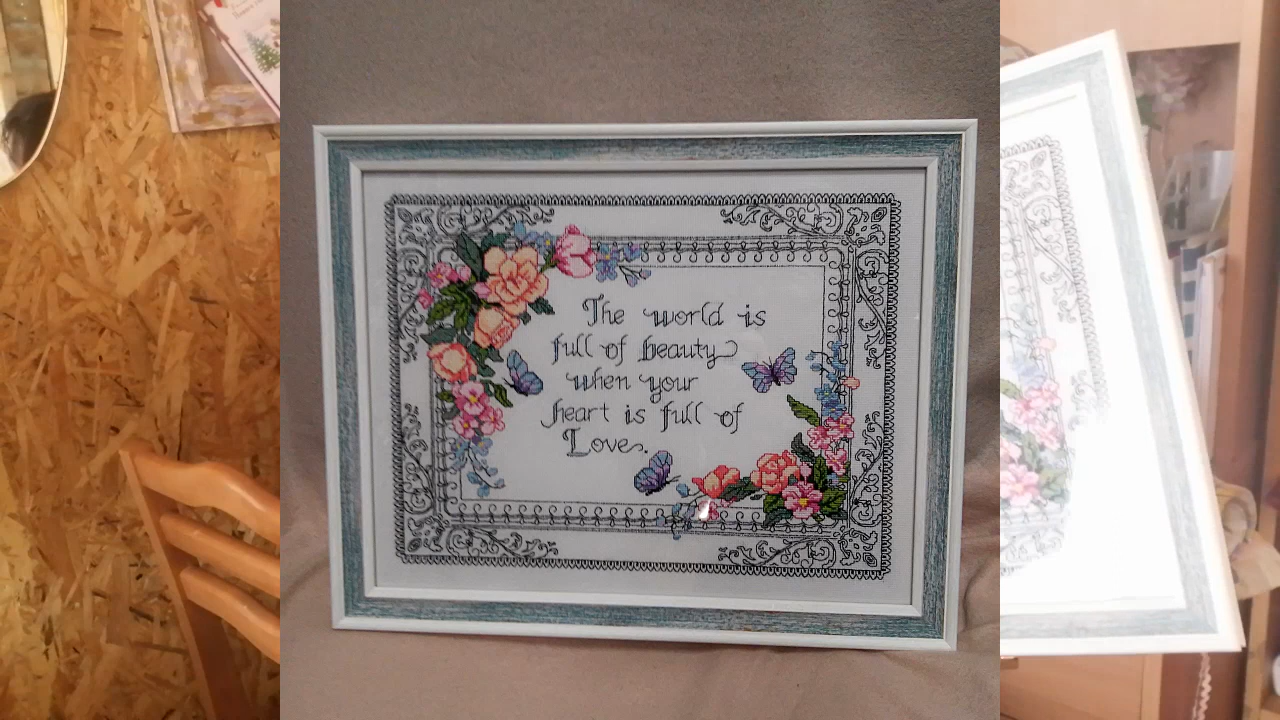 The world is
full of beauty
when your
heart is full of
Love.